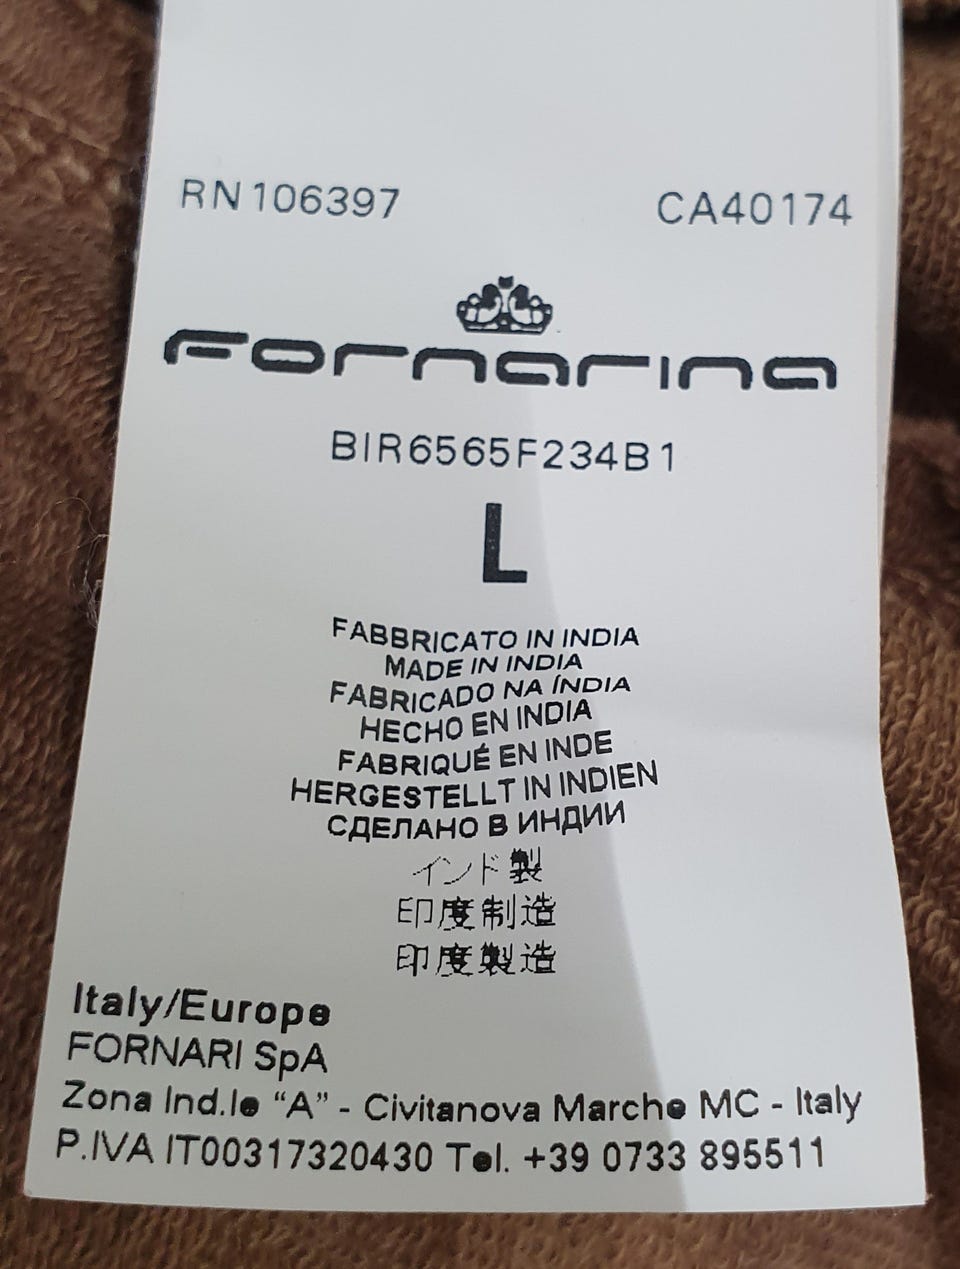 RN106397 CA40174
Fornarina
BIR6565F234B1
L
FABBRICATO IN INDIA
MADE IN INDIA
FABRICADO NA ÍNDIA
HECHO EN INDIA
FABRIQUÉ EN INDE
HERGESTELLT IN INDIEN
СДЕЛАНО В ИНДИИ
インド製
印度制造
印度製造
Italy/Europe
FORNARI SpA
Zona Ind.le “A” - Civitanova Marche MC - Italy
P.IVA IT00317320430 Tel. +39 0733 895511